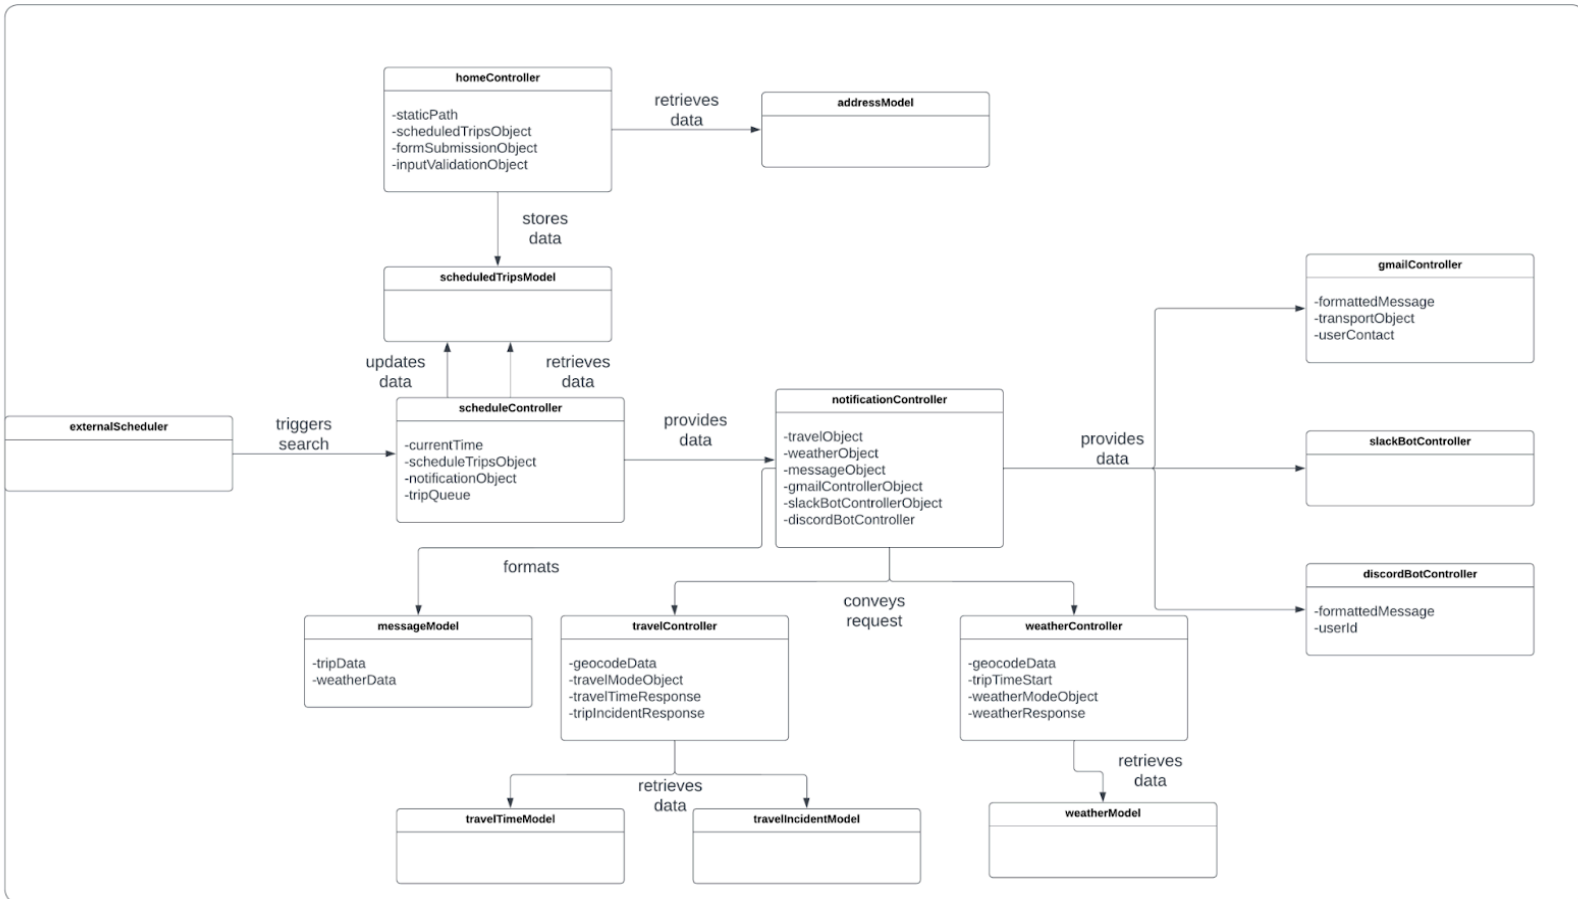 homeController
-staticPath
-scheduledTripsObject
-formSubmissionObject
-inputValidationObject
retrieves
data
addressModel
stores
data
scheduledTripsModel
updates
data
retrieves
data
externalScheduler
triggers
search
scheduleController
-currentTime
-scheduleTripsObject
-notificationObject
-tripQueue
provides
data
notificationController
-travelObject
-weatherObject
-messageObject
-gmailControllerObject
-slackBotControllerObject
-discordBotController
provides
data
gmailController
-formattedMessage
-transportObject
-userContact
slackBotController
discordBotController
-formattedMessage
-userId
formats
conveys
request
messageModel
-tripData
-weatherData
travelController
-geocodeData
-travelModeObject
-travelTimeResponse
-tripIncidentResponse
weatherController
-geocodeData
-tripTimeStart
-weatherModeObject
-weatherResponse
retrieves
data
retrieves
data
travelTimeModel
travelIncidentModel
weatherModel